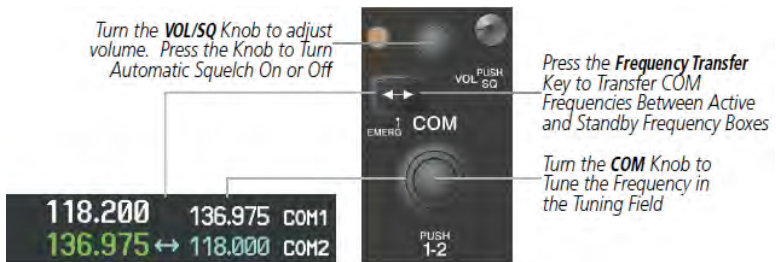 Turn the VOL/SQ Knob to adjust
volume. Press the Knob to Turn
Automatic Squelch On or Off
VOL PUSH
SQ
Press the Frequency Transfer
Key to Transfer COM
Frequencies Between Active
and Standby Frequency Boxes
↔
↑
EMERG COM
Turn the COM Knob to
Tune the Frequency in
the Tuning Field
118.200 136.975 COM1
136.975 ↔ 118.000 COM2
PUSH
1-2